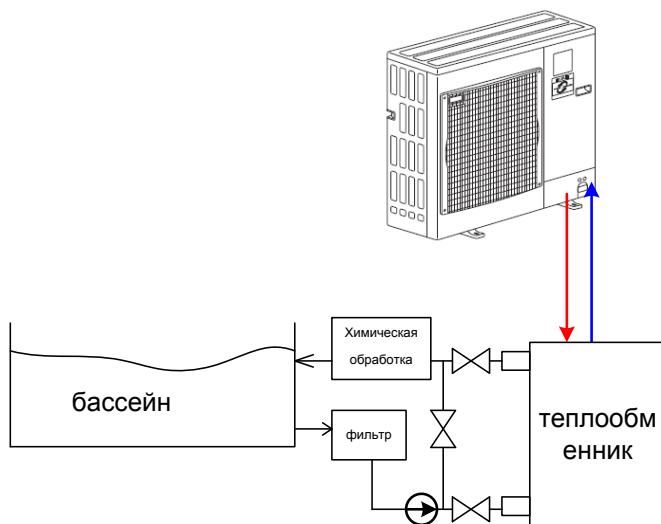 Химическая
обработка
бассейн
фильтр
теплообм
енник